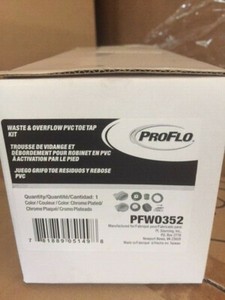 WASTE & OVERFLOW PVC TOE TAP
KIT
TROUSSE DE VIDANGE ET
DÉBORDEMENT POUR ROBINET EN PVC
À ACTIVATION PAR LE PIED
JUEGO GRIFO TOE RESIDUOS Y REBOSE
PVC
PROFLO
Quantity/Quantité/Cantidad: 1
Color / Couleur / Color: Chrome Plated/
Chrome Plaqué/Cromo Plateado
PFW0352